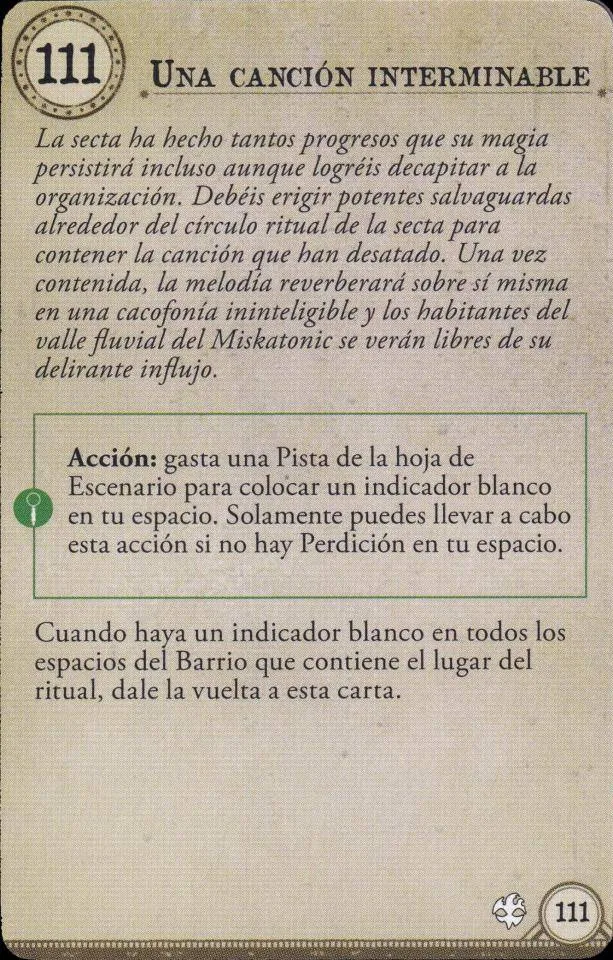 111
UNA CANCIÓN INTERMINABLE
La secta ha hecho tantos progresos que su magia
persistirá incluso aunque logréis decapitar a la
organización. Debéis erigir potentes salvaguardas
alrededor del círculo ritual de la secta para
contener la canción que han desatado. Una vez
contenida, la melodía reverberará sobre sí misma
en una cacofonía ininteligible y los habitantes del
valle fluvial del Miskatonic se verán libres de su
delirante influjo.
Acción: gasta una Pista de la hoja de
Escenario para colocar un indicador blanco
en tu espacio. Solamente puedes llevar a cabo
esta acción si no hay Perdición en tu espacio.
Cuando haya un indicador blanco en todos los
espacios del Barrio que contiene el lugar del
ritual, dale la vuelta a esta carta.
111